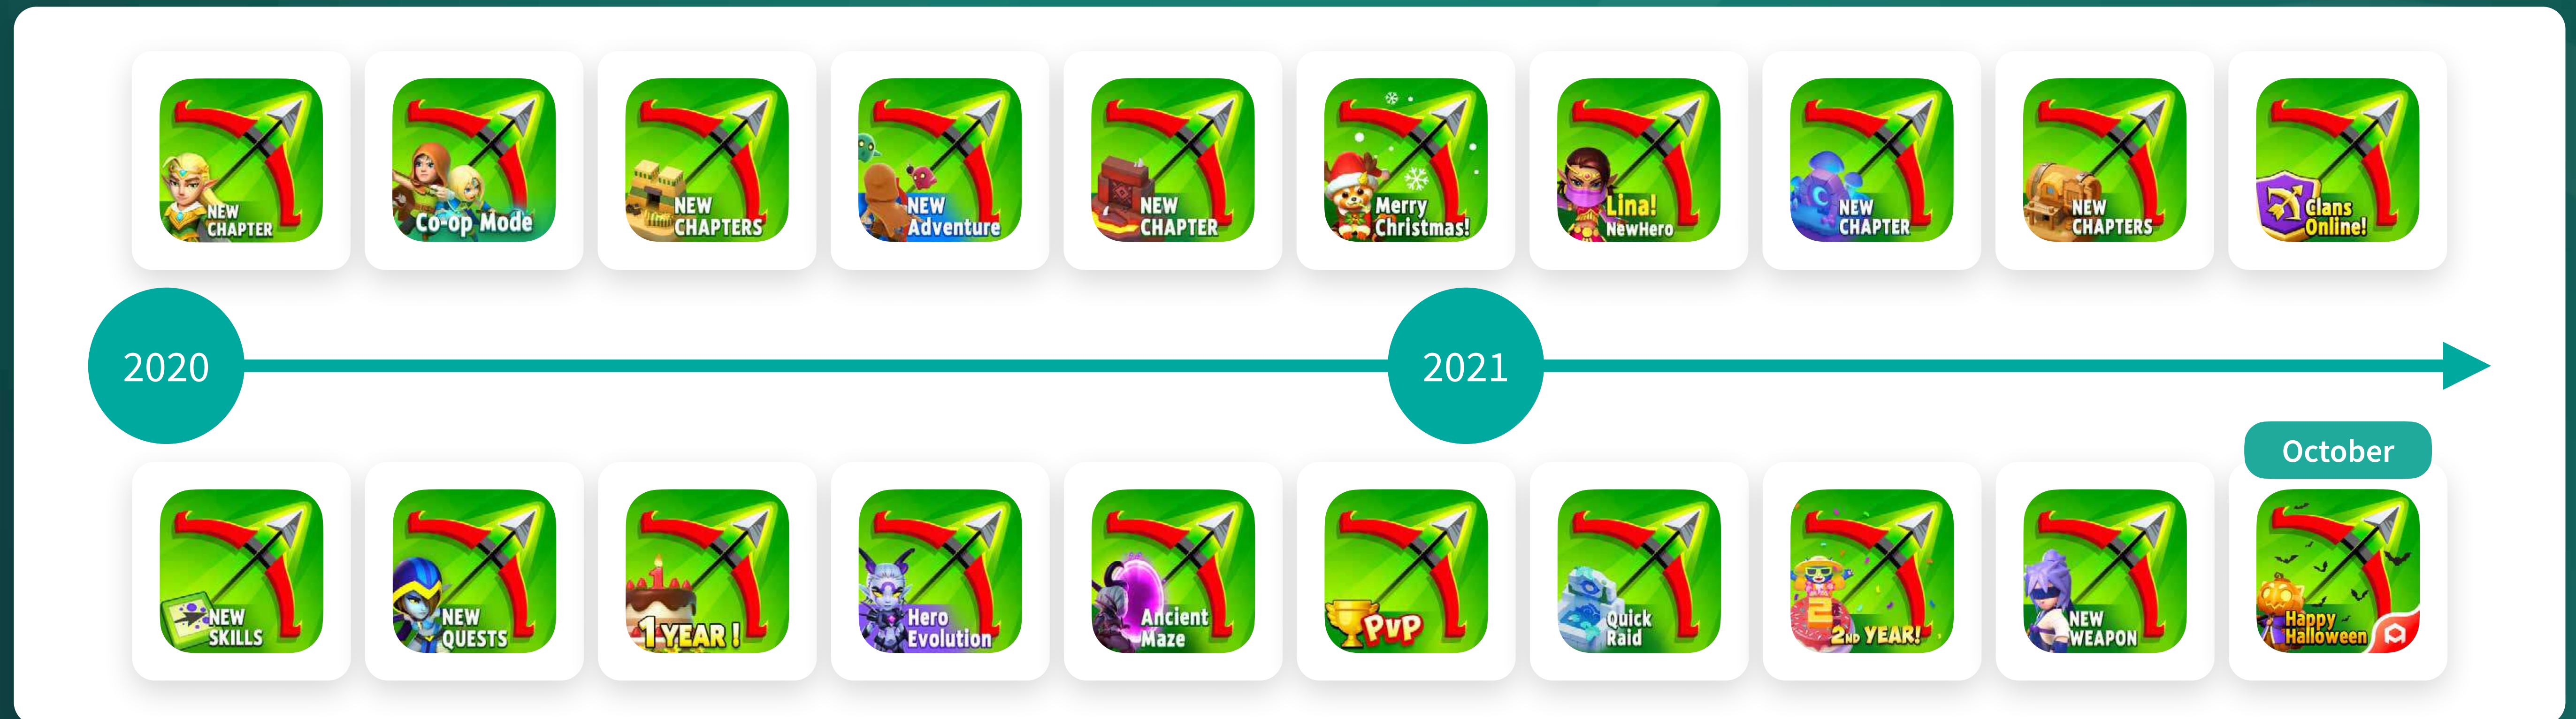 NEW
CHAPTER
Co-op Mode
NEW
CHAPTERS
NEW
Adventure
NEW
CHAPTER
Merry
Christmas!
Lina!
NewHero
NEW
CHAPTER
NEW
CHAPTERS
Clans
Online!
2020
2021
October
NEW
SKILLS
NEW
QUESTS
1
1 YEAR !
Hero
Evolution
Ancient
Maze
PVP
Quick
Raid
2
2ND YEAR!
NEW
WEAPON
Happy
Halloween